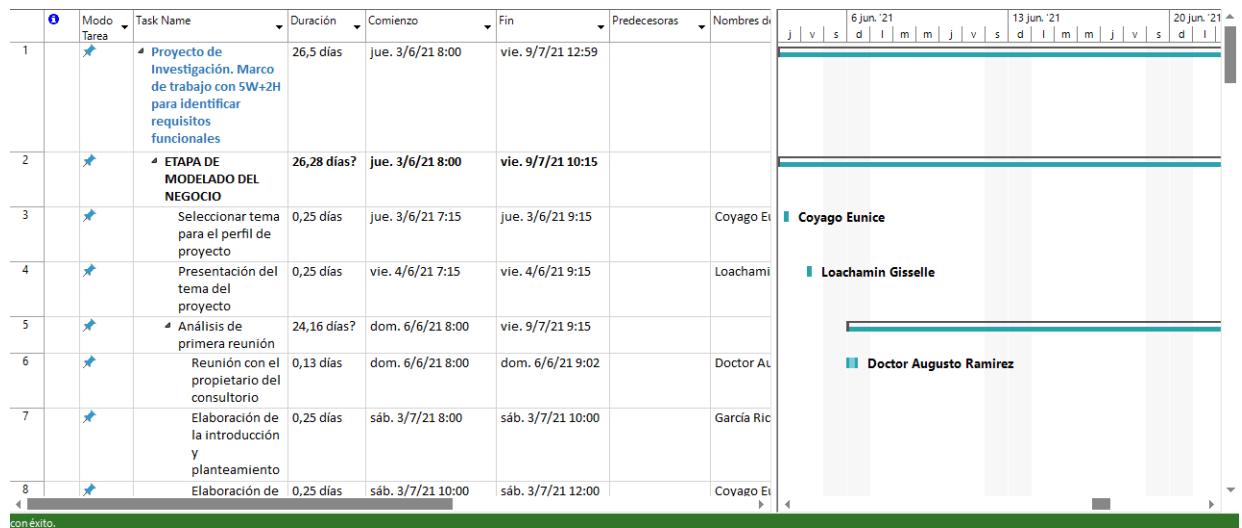 Modo Tarea Task Name Duración Comienzo Fin Predecesoras Nombres de
6 jun. '21 13 jun. '21 20 jun. '21
j v s d l m m j v s d l m m j v s d l
1 Proyecto de Investigación. Marco de trabajo con 5W+2H para identificar requisitos funcionales 26,5 días jue. 3/6/21 8:00 vie. 9/7/21 12:59
2 ETAPA DE MODELADO DEL NEGOCIO 26,28 días? jue. 3/6/21 8:00 vie. 9/7/21 10:15
3 Seleccionar tema para el perfil de proyecto 0,25 días jue. 3/6/21 7:15 jue. 3/6/21 9:15 Coyago Eu Coyago Eunice
4 Presentación del tema del proyecto 0,25 días vie. 4/6/21 7:15 vie. 4/6/21 9:15 Loachami Loachamin Gisselle
5 Análisis de primera reunión 24,16 días? dom. 6/6/21 8:00 vie. 9/7/21 9:15
6 Reunión con el propietario del consultorio 0,13 días dom. 6/6/21 8:00 dom. 6/6/21 9:02 Doctor Au Doctor Augusto Ramirez
7 Elaboración de la introducción y planteamiento 0,25 días sáb. 3/7/21 8:00 sáb. 3/7/21 10:00 García Ric
8 Elaboración de 0,25 días sáb. 3/7/21 10:00 sáb. 3/7/21 12:00 Coyago Eu
con éxito.